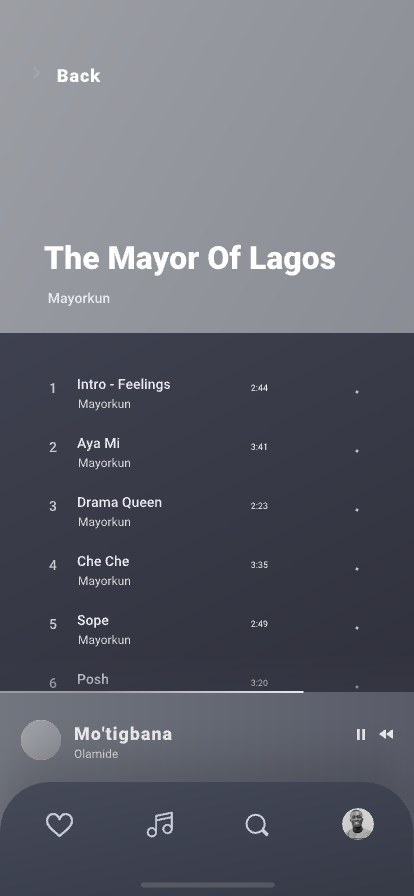 Back
The Mayor Of Lagos
Mayorkun
1 Intro - Feelings 2:44
Mayorkun
2 Aya Mi 3:41
Mayorkun
3 Drama Queen 2:23
Mayorkun
4 Che Che 3:35
Mayorkun
5 Sope 2:49
Mayorkun
6 Posh 3:20
Mo'tigbana
Olamide